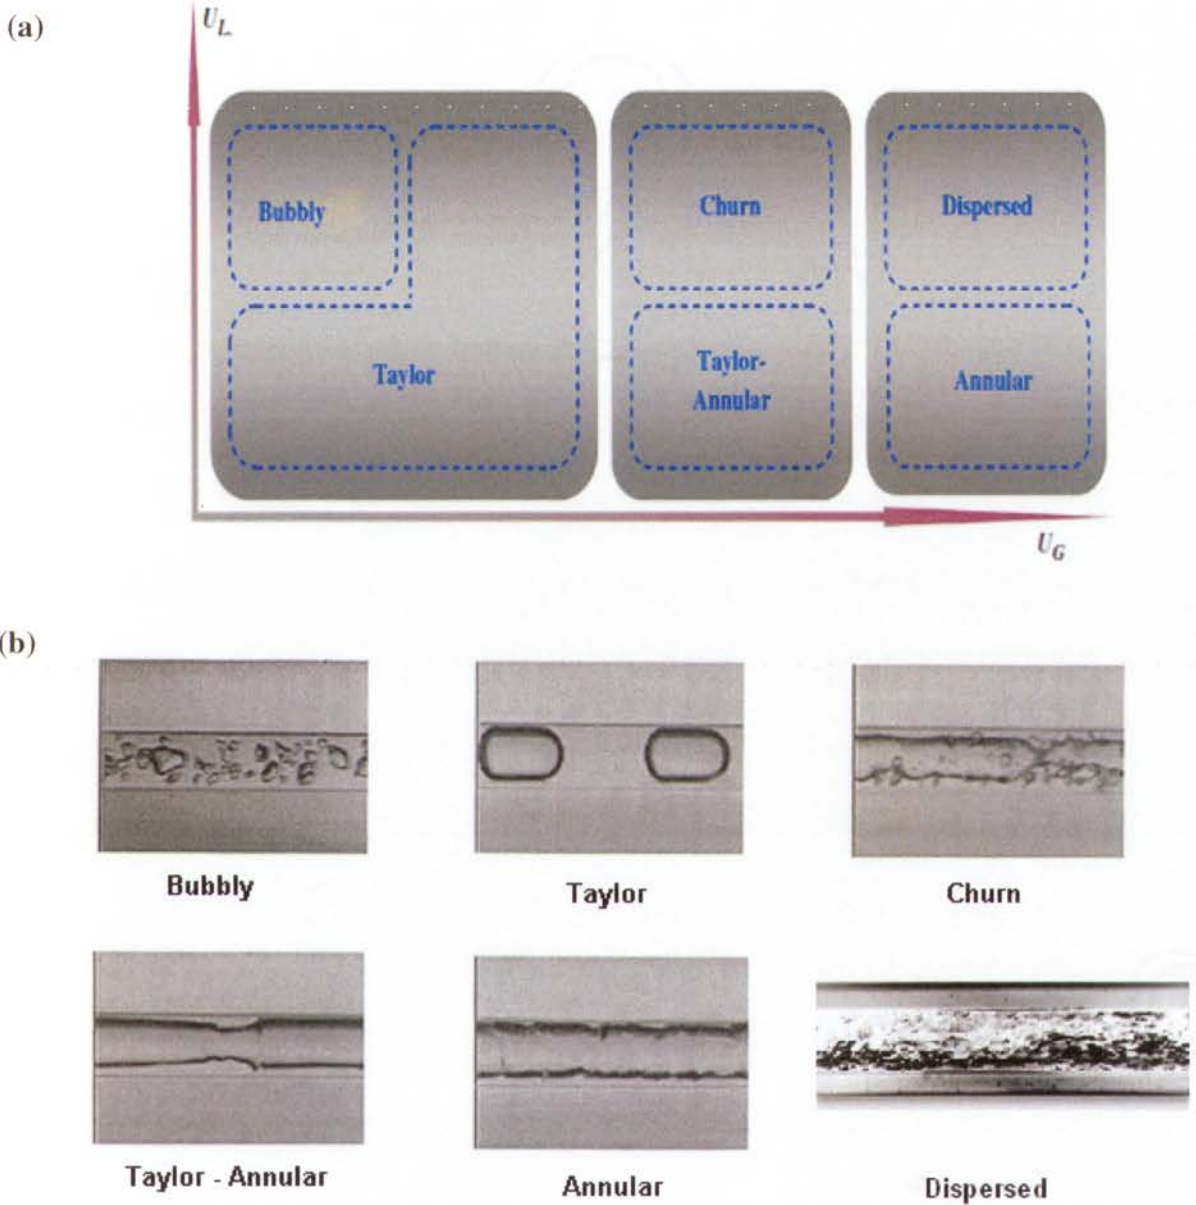 (a)
U_L
Bubbly
Churn
Dispersed
Taylor
Taylor-
Annular
Annular
U_G
(b)
Bubbly
Taylor
Churn
Taylor - Annular
Annular
Dispersed